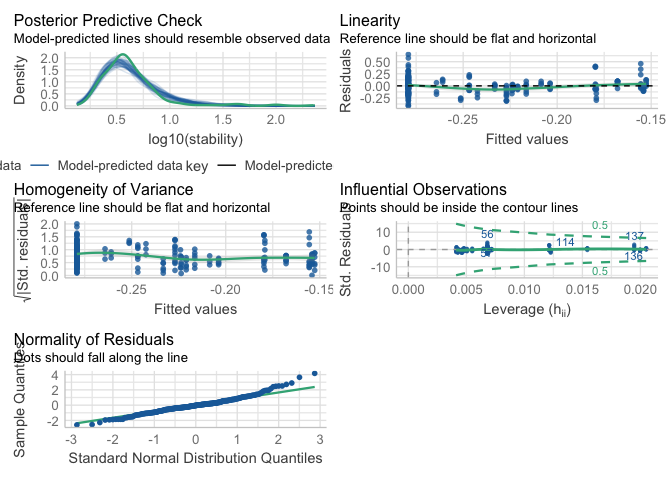 Posterior Predictive Check
Model-predicted lines should resemble observed data
Density
2.0
1.5
1.0
0.5
0.0
0.5 1.0 1.5 2.0
log10(stability)
data Model-predicted data key Model-predicte
Linearity
Reference line should be flat and horizontal
Residuals
0.50
0.25
0.00
-0.25
-0.25 -0.20 -0.15
Fitted values
Homogeneity of Variance
Reference line should be flat and horizontal
√|Std. residuals|
2.0
1.5
1.0
0.5
0.0
-0.25 -0.20 -0.15
Fitted values
Influential Observations
Points should be inside the contour lines
Std. Residuals
10
0
-10
0.5
56
114
137
136
0.5
0.000 0.005 0.010 0.015 0.020
Leverage (hii)
Normality of Residuals
Dots should fall along the line
Sample Quantiles
4
2
0
-2
-3 -2 -1 0 1 2 3
Standard Normal Distribution Quantiles